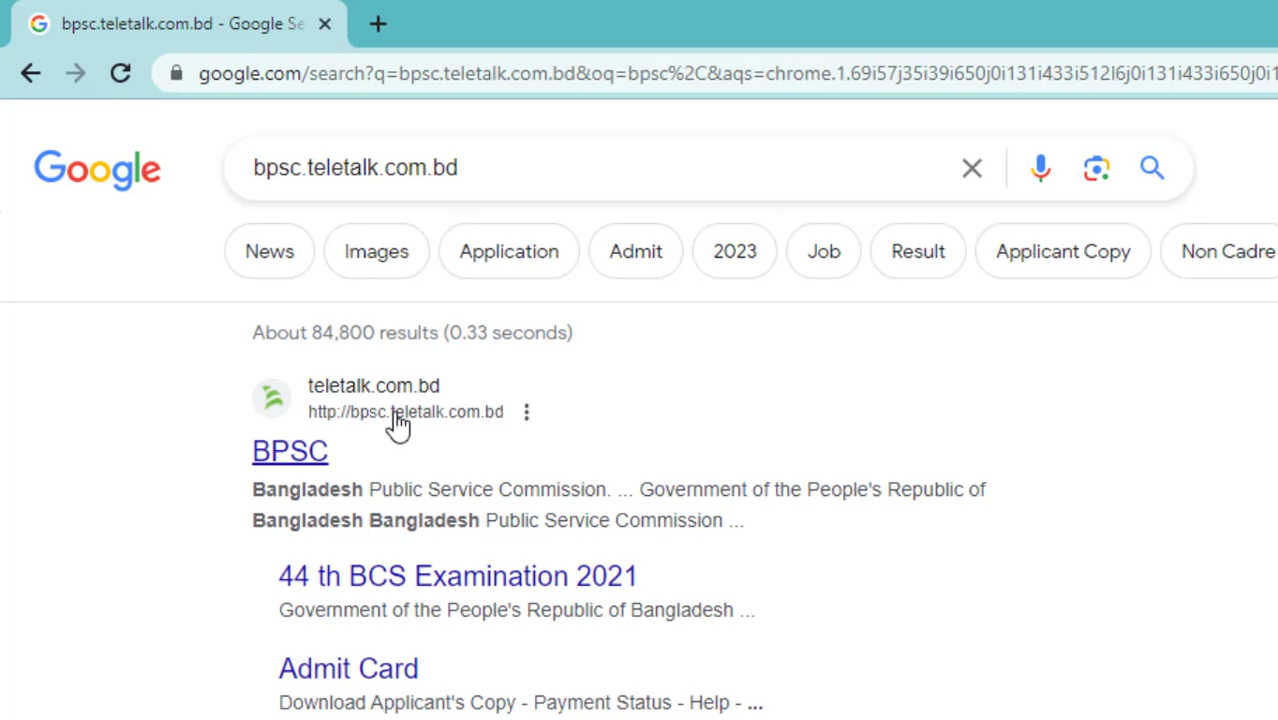 bpsc.teletalk.com.bd - Google Se
google.com/search?q=bpsc.teletalk.com.bd&oq=bpsc%2C&aqs=chrome.1.69i57j35i39i650j0i131i433i512l6j0i131i433i650j0i1
Google
bpsc.teletalk.com.bd
News Images Application Admit 2023 Job Result Applicant Copy Non Cadre
About 84,800 results (0.33 seconds)
teletalk.com.bd
http://bpsc.teletalk.com.bd
BPSC
Bangladesh Public Service Commission. ... Government of the People's Republic of
Bangladesh Bangladesh Public Service Commission ...
44 th BCS Examination 2021
Government of the People's Republic of Bangladesh ...
Admit Card
Download Applicant's Copy - Payment Status - Help - ...